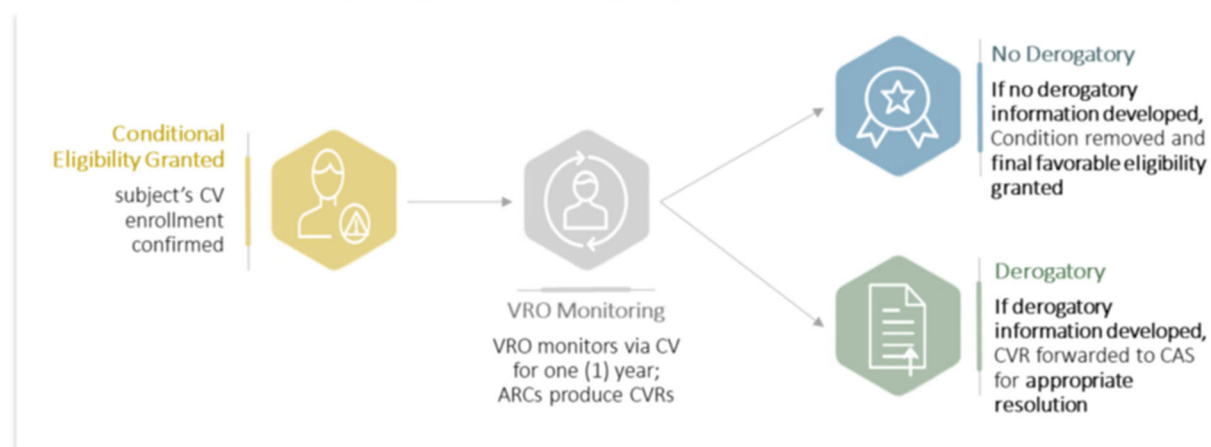 Conditional
Eligibility Granted
subject's CV
enrollment
confirmed
VRO Monitoring
VRO monitors via CV
for one (1) year;
ARCs produce CVRs
No Derogatory
If no derogatory
information developed,
Condition removed and
final favorable eligibility
granted
Derogatory
If derogatory
information developed,
CVR forwarded to CAS
for appropriate
resolution